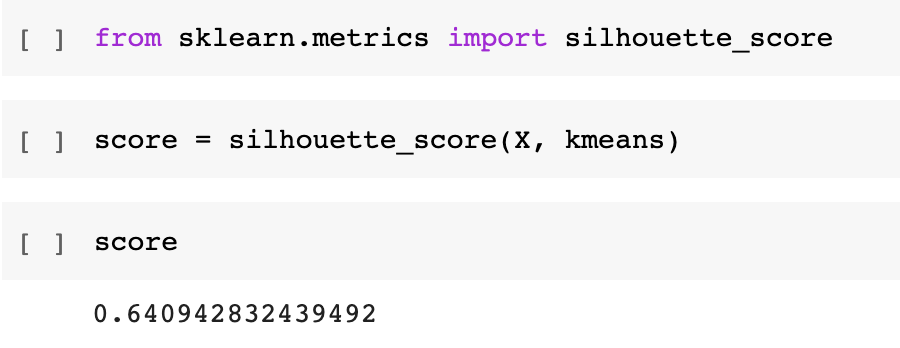 [ ] from sklearn.metrics import silhouette_score
[ ] score = silhouette_score(X, kmeans)
[ ] score
0.640942832439492